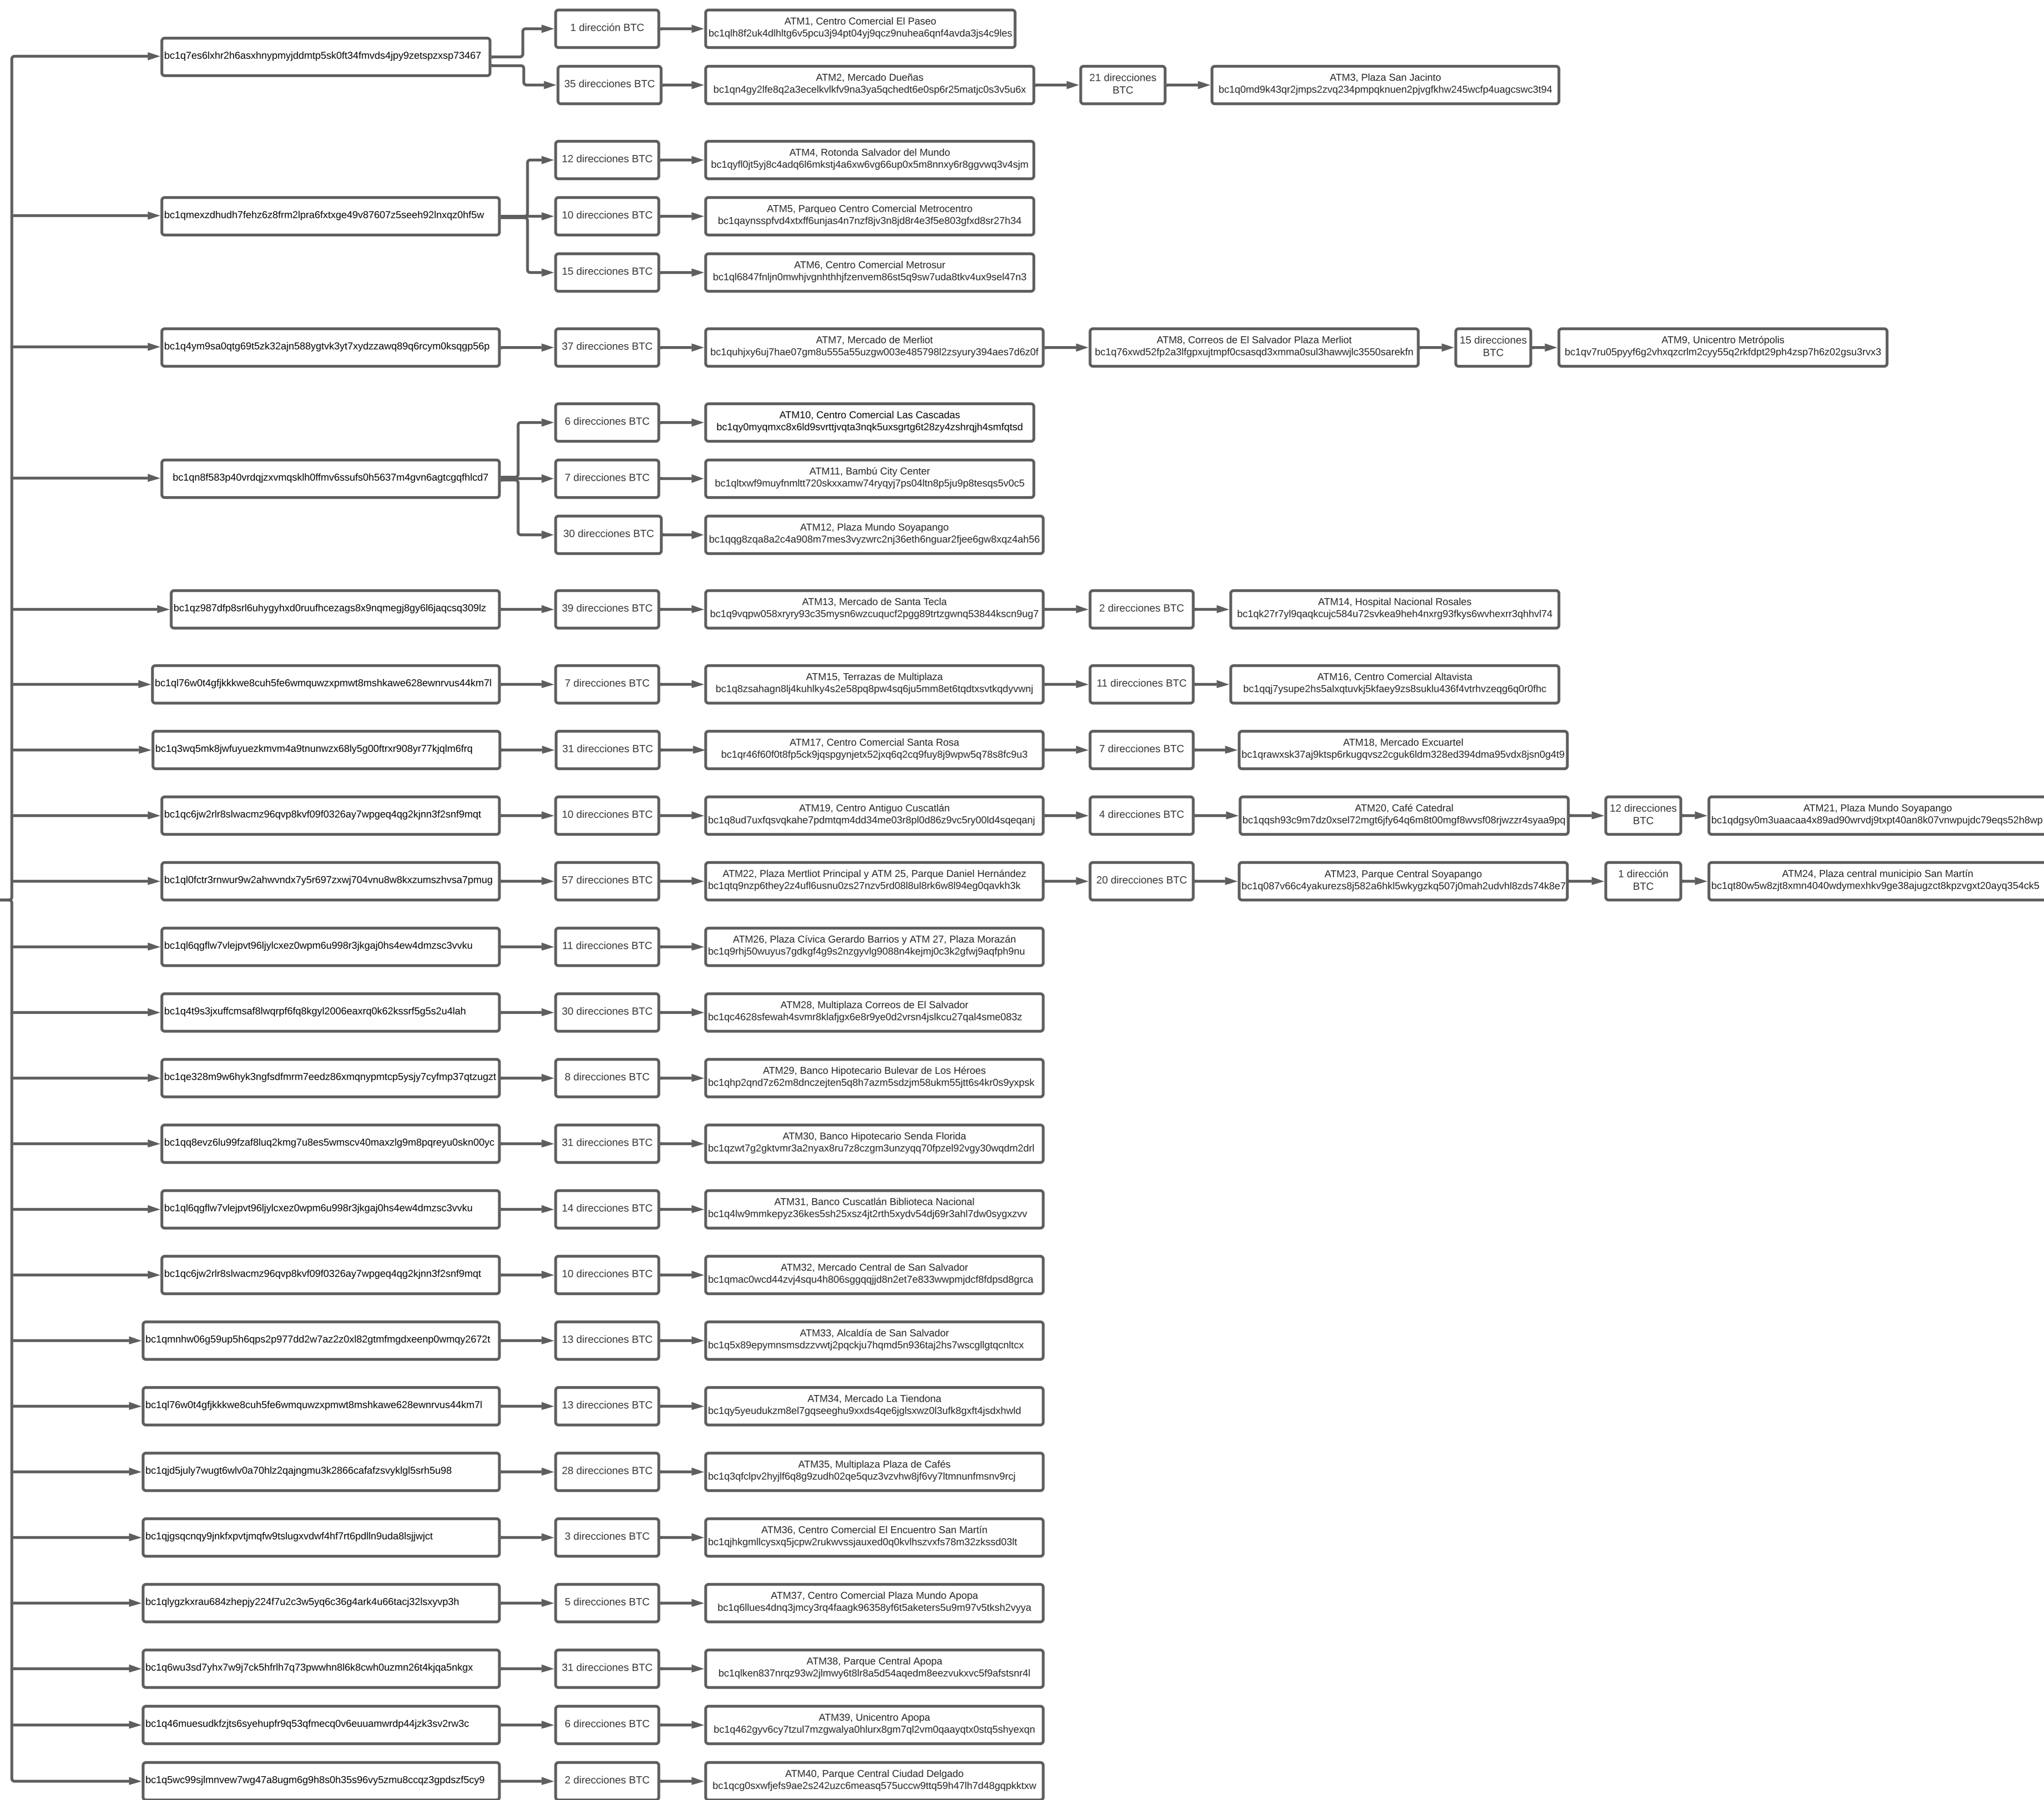 1 dirección BTC
ATM1, Centro Comercial El Paseo
bc1qlh8f2uk4dlhltg6v5pcu3j94pt04yj9qcz9nuhea6qnf4avda3js4c9les
bc1q7es6lxhr2h6asxhnypmyjddmtp5sk0ft34fmvds4jpy9zetspzxsp73467
35 direcciones BTC
ATM2, Mercado Dueñas
bc1qn4gy2lfe8q2a3ecelkvlkfv9na3ya5qchedt6e0sp6r25matjc0s3v5u6x
21 direcciones
BTC
ATM3, Plaza San Jacinto
bc1q0md9k43qr2jmps2zvq234pmpqknuen2pjvgfkhw245wcfp4uagcswc3t94
12 direcciones BTC
ATM4, Rotonda Salvador del Mundo
bc1qyfl0jt5yj8c4adq6l6mkstj4a6xw6vg66up0x5m8nnxy6r8ggvwq3v4sjm
bc1qmexzdhudh7fehz6z8frm2lpra6fxtxge49v87607z5seeh92lnxqz0hf5w
10 direcciones BTC
ATM5, Parqueo Centro Comercial Metrocentro
bc1qaynsspfvd4xtxff6unjas4n7nzf8jv3n8jd8r4e3f5e803gfxd8sr27h34
15 direcciones BTC
ATM6, Centro Comercial Metrosur
bc1ql6847fnljn0mwhjvgnhthhjfzenvem86st5q9sw7uda8tkv4ux9sel47n3
bc1q4ym9sa0qtg69t5zk32ajn588ygtvk3yt7xydzzawq89q6rcym0ksqgp56p
37 direcciones BTC
ATM7, Mercado de Merliot
bc1quhjxy6uj7hae07gm8u555a55uzgw003e485798l2zsyury394aes7d6z0f
ATM8, Correos de El Salvador Plaza Merliot
bc1q76xwd52fp2a3lfgpxujtmpf0csasqd3xmma0sul3hawwjlc3550sarekfn
15 direcciones
BTC
ATM9, Unicentro Metrópolis
bc1qv7ru05pyyf6g2vhxqzcrlm2cyy55q2rkfdpt29ph4zsp7h6z02gsu3rvx3
6 direcciones BTC
ATM10, Centro Comercial Las Cascadas
bc1qy0myqmxc8x6ld9svrttjvqta3nqk5uxsgrtg6t28zy4zshrqjh4smfqtsd
bc1qn8f583p40vrdqjzxvmqsklh0ffmv6ssufs0h5637m4gvn6agtcgqfhlcd7
7 direcciones BTC
ATM11, Bambú City Center
bc1qltxwf9muyfnmltt720skxxamw74ryqyj7ps04ltn8p5ju9p8tesqs5v0c5
30 direcciones BTC
ATM12, Plaza Mundo Soyapango
bc1qqg8zqa8a2c4a908m7mes3vyzwrc2nj36eth6nguar2fjee6gw8xqz4ah56
bc1qz987dfp8srl6uhygyhxd0ruufhcezags8x9nqmegj8gy6l6jaqcsq309lz
39 direcciones BTC
ATM13, Mercado de Santa Tecla
bc1q9vqpw058xryry93c35mysn6wzcuqucf2pgg89trtzgwnq53844kscn9ug7
2 direcciones BTC
ATM14, Hospital Nacional Rosales
bc1qk27r7yl9qaqkcujc584u72svkea9heh4nxrg93fkys6wvhexrr3qhhvl74
bc1ql76w0t4gfjkkkwe8cuh5fe6wmquwzxpmwt8mshkawe628ewnrvus44km7l
7 direcciones BTC
ATM15, Terrazas de Multiplaza
bc1q8zsahagn8lj4kuhlky4s2e58pq8pw4sq6ju5mm8et6tqdtxsvtkqdyvwnj
11 direcciones BTC
ATM16, Centro Comercial Altavista
bc1qqj7ysupe2hs5alxqtuvkj5kfaey9zs8suklu436f4vtrhvzeqg6q0r0fhc
bc1q3wq5mk8jwfuyuezkmvm4a9tnunwzx68ly5g00ftrxr908yr77kjqlm6frq
31 direcciones BTC
ATM17, Centro Comercial Santa Rosa
bc1qr46f60f0t8fp5ck9jqspgynjetx52jxq6q2cq9fuy8j9wpw5q78s8fc9u3
7 direcciones BTC
ATM18, Mercado Excuartel
bc1qrawxsk37aj9ktsp6rkugqvsz2cguk6ldm328ed394dma95vdx8jsn0g4t9
bc1qc6jw2rlr8slwacmz96qvp8kvf09f0326ay7wpgeq4qg2kjnn3f2snf9mqt
10 direcciones BTC
ATM19, Centro Antiguo Cuscatlán
bc1q8ud7uxfqsvqkahe7pdmtqm4dd34me03r8pl0d86z9vc5ry00ld4sqeqanj
4 direcciones BTC
ATM20, Café Catedral
bc1qqsh93c9m7dz0xsel72mgt6jfy64q6m8t00mgf8wvsf08rjwzzr4syaa9pq
12 direcciones
BTC
ATM21, Plaza Mundo Soyapango
bc1qdgsy0m3uaacaa4x89ad90wrvdj9txpt40an8k07vnwpujdc79eqs52h8wp
bc1ql0fctr3rnwur9w2ahwvndx7y5r697zxwj704vnu8w8kxzumszhvsa7pmug
57 direcciones BTC
ATM22, Plaza Mertliot Principal y ATM 25, Parque Daniel Hernández
bc1qtq9nzp6they2z4ufl6usnu0zs27nzv5rd08l8ul8rk6w8l94eg0qavkh3k
20 direcciones BTC
ATM23, Parque Central Soyapango
bc1q087v66c4yakurezs8j582a6hkl5wkygzkq507j0mah2udvhl8zds74k8e7
1 dirección
BTC
ATM24, Plaza central municipio San Martín
bc1qt80w5w8zjt8xmn4040wdymexhkv9ge38ajugzct8kpzvgxt20ayq354ck5
bc1ql6qgflw7vlejpvt96ljylcxez0wpm6u998r3jkgaj0hs4ew4dmzsc3vvku
11 direcciones BTC
ATM26, Plaza Cívica Gerardo Barrios y ATM 27, Plaza Morazán
bc1q9rhj50wuyus7gdkgf4g9s2nzgyvlg9088n4kejmj0c3k2gfwj9aqfph9nu
bc1q4t9s3jxuffcmsaf8lwqrpf6fq8kgyl2006eaxrq0k62kssrf5g5s2u4lah
30 direcciones BTC
ATM28, Multiplaza Correos de El Salvador
bc1qc4628sfewah4svmr8klafjgx6e8r9ye0d2vrsn4jslkcu27qal4sme083z
bc1qe328m9w6hyk3ngfsdfmrm7eedz86xmqnypmtcp5ysjy7cyfmp37qtzugzt
8 direcciones BTC
ATM29, Banco Hipotecario Bulevar de Los Héroes
bc1qhp2qnd7z62m8dnczejten5q8h7azm5sdzjm58ukm55jtt6s4kr0s9yxpsk
bc1qq8evz6lu99fzaf8luq2kmg7u8es5wmscv40maxzlg9m8pqreyu0skn00yc
31 direcciones BTC
ATM30, Banco Hipotecario Senda Florida
bc1qzwt7g2gktvmr3a2nyax8ru7z8czgm3unzyqq70fpzel92vgy30wqdm2drl
bc1ql6qgflw7vlejpvt96ljylcxez0wpm6u998r3jkgaj0hs4ew4dmzsc3vvku
14 direcciones BTC
ATM31, Banco Cuscatlán Biblioteca Nacional
bc1q4lw9mmkepyz36kes5sh25xsz4jt2rth5xydv54dj69r3ahl7dw0sygxzvv
bc1qc6jw2rlr8slwacmz96qvp8kvf09f0326ay7wpgeq4qg2kjnn3f2snf9mqt
10 direcciones BTC
ATM32, Mercado Central de San Salvador
bc1qmac0wcd44zvj4squ4h806sggqqjjd8n2et7e833wwpmjdcf8fdpsd8grca
bc1qmnhw06g59up5h6qps2p977dd2w7az2z0xl82gtmfmgdxeenp0wmqy2672t
13 direcciones BTC
ATM33, Alcaldía de San Salvador
bc1q5x89epymnsmsdzzvwtj2pqckju7hqmd5n936taj2hs7wscgllgtqcnltcx
bc1ql76w0t4gfjkkkwe8cuh5fe6wmquwzxpmwt8mshkawe628ewnrvus44km7l
13 direcciones BTC
ATM34, Mercado La Tiendona
bc1qy5yeudukzm8el7gqseeghu9xxds4qe6jglsxwz0l3ufk8gxft4jsdxhwld
bc1qjd5july7wugt6wlv0a70hlz2qajngmu3k2866cafafzsvyklgl5srh5u98
28 direcciones BTC
ATM35, Multiplaza Plaza de Cafés
bc1q3qfclpv2hyjlf6q8g9zudh02qe5quz3vzvhw8jf6vy7ltmnunfmsnv9rcj
bc1qjgsqcnqy9jnkfxpvtjmqfw9tslugxvdwf4hf7rt6pdlln9uda8lsjjwjct
3 direcciones BTC
ATM36, Centro Comercial El Encuentro San Martín
bc1qjhkgmllcysxq5jcpw2rukwvssjauxed0q0kvlhszvxfs78m32zkssd03lt
bc1qlygzkxrau684zhepjy224f7u2c3w5yq6c36g4ark4u66tacj32lsxyvp3h
5 direcciones BTC
ATM37, Centro Comercial Plaza Mundo Apopa
bc1q6llues4dnq3jmcy3rq4faagk96358yf6t5aketers5u9m97v5tksh2vyya
bc1q6wu3sd7yhx7w9j7ck5hfrlh7q73pwwhn8l6k8cwh0uzmn26t4kjqa5nkgx
31 direcciones BTC
ATM38, Parque Central Apopa
bc1qlken837nrqz93w2jlmwy6t8lr8a5d54aqedm8eezvukxvc5f9afstsnr4l
bc1q46muesudkfzjts6syehupfr9q53qfmecq0v6euuamwrdp44jzk3sv2rw3c
6 direcciones BTC
ATM39, Unicentro Apopa
bc1q462gyv6cy7tzul7mzgwalya0hlurx8gm7ql2vm0qaayqtx0stq5shyexqn
bc1q5wc99sjlmnvew7wg47a8ugm6g9h8s0h35s96vy5zmu8ccqz3gpdszf5cy9
2 direcciones BTC
ATM40, Parque Central Ciudad Delgado
bc1qcg0sxwfjefs9ae2s242uzc6measq575uccw9ttq59h47lh7d48gqpkktxw